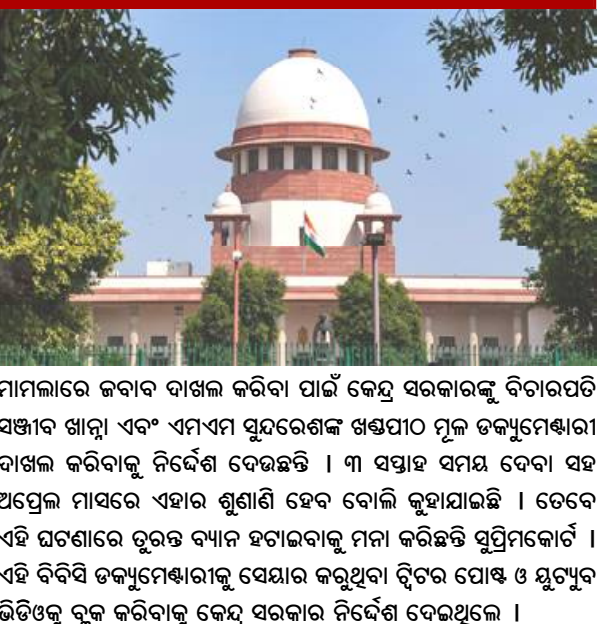 ମାମଲାରେ ଜବାବ ଦାଖଲ କରିବା ପାଇଁ କେନ୍ଦ୍ର ସରକାରଙ୍କୁ ବିଚାରପତି
ସଞ୍ଜୀବ ଖାନ୍ନା ଏବଂ ଏମଏମ ସୁନ୍ଦରେଶଙ୍କ ଖଣ୍ଡପୀଠ ମୂଳ ଡକ୍ୟୁମେଣ୍ଟାରୀ
ଦାଖଲ କରିବାକୁ ନିର୍ଦ୍ଦେଶ ଦେଉଛନ୍ତି । ୩ ସପ୍ତାହ ସମୟ ଦେବା ସହ
ଅପ୍ରେଲ ମାସରେ ଏହାର ଶୁଣାଣି ହେବ ବୋଲି କୁହାଯାଇଛି । ତେବେ
ଏହି ଘଟଣାରେ ତୁରନ୍ତ ବ୍ୟାନ ହଟାଇବାକୁ ମନା କରିଛନ୍ତି ସୁପ୍ରିମକୋର୍ଟ ।
ଏହି ବିବିସି ଡକ୍ୟୁମେଣ୍ଟାରୀକୁ ସେୟାର କରୁଥିବା ଟ୍ୱିଟର ପୋଷ୍ଟ ଓ ୟୁଟ୍ୟୁବ
ଭିଡିଓକୁ ବ୍ଲକ କରିବାକୁ କେନ୍ଦ୍ର ସରକାର ନିର୍ଦ୍ଦେଶ ଦେଇଥିଲେ ।